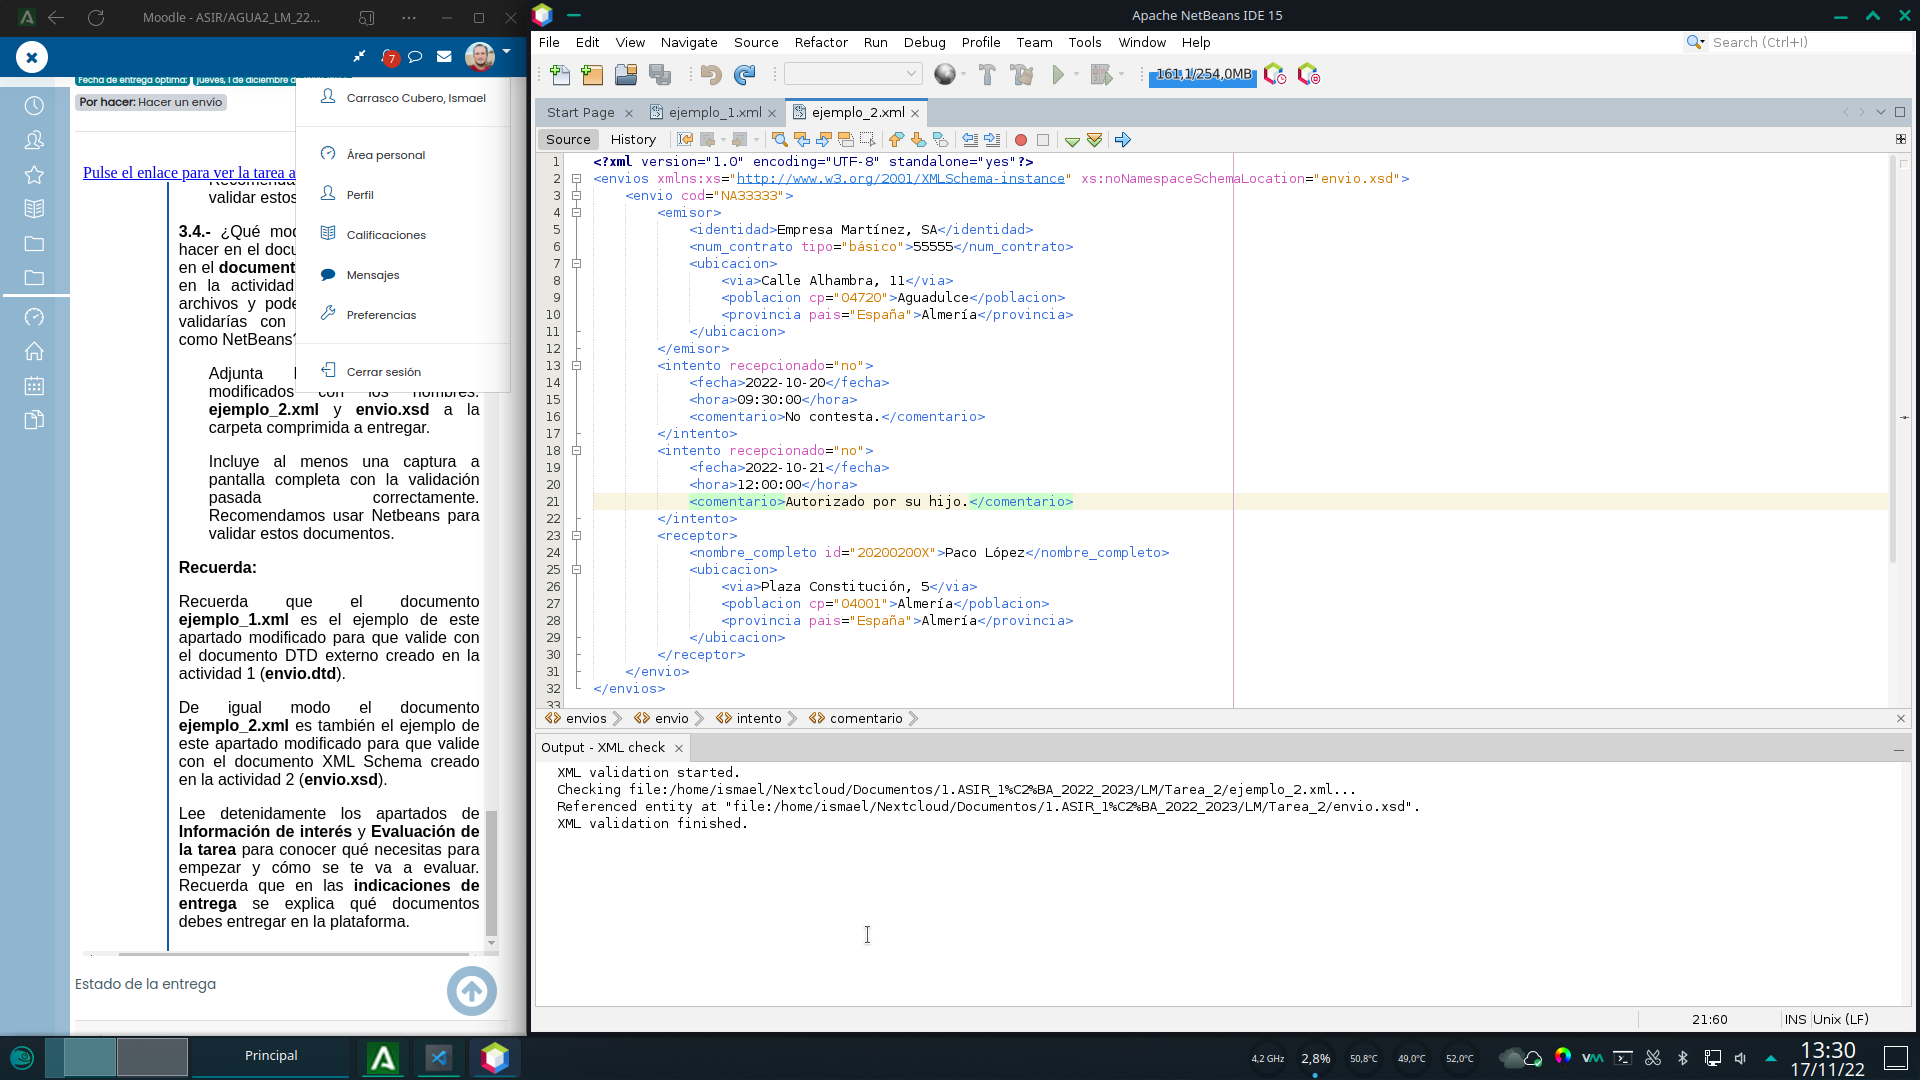 Moodle - ASIR/AGUA2_LM_22...
7
Fecha de entrega óptima:
jueves, 1 de diciembre d
Por hacer: Hacer un envío
Pulse el enlace para ver la tarea a
validar estos
3.4.- ¿Qué mod
hacer en el docu
en el document
en la actividad
archivos y pode
validarías con
como NetBeans?
Carrasco Cubero, Ismael
Área personal
Perfil
Calificaciones
Mensajes
Preferencias
Cerrar sesión
Adjunta
modificados con los nombres:
ejemplo_2.xml y envio.xsd a la
carpeta comprimida a entregar.
Incluye al menos una captura a
pantalla completa con la validación
pasada correctamente.
Recomendamos usar Netbeans para
validar estos documentos.
Recuerda:
Recuerda que el documento
ejemplo_1.xml es el ejemplo de este
apartado modificado para que valide con
el documento DTD externo creado en la
actividad 1 (envio.dtd).
De igual modo el documento
ejemplo_2.xml es también el ejemplo de
este apartado modificado para que valide
con el documento XML Schema creado
en la actividad 2 (envio.xsd).
Lee detenidamente los apartados de
Información de interés y Evaluación de
la tarea para conocer qué necesitas para
empezar y cómo se te va a evaluar.
Recuerda que en las indicaciones de
entrega se explica qué documentos
debes entregar en la plataforma.
Estado de la entrega
Apache NetBeans IDE 15
File Edit View Navigate Source Refactor Run Debug Profile Team Tools Window Help
Search (Ctrl+I)
161,1/254,0MB
Start Page ejemplo_1.xml ejemplo_2.xml
Source History
1 <?xml version="1.0" encoding="UTF-8" standalone="yes"?>
2 <envios xmlns:xs="http://www.w3.org/2001/XMLSchema-instance" xs:noNamespaceSchemaLocation="envio.xsd">
3 <envio cod="NA33333">
4 <emisor>
5 <identidad>Empresa Martínez, SA</identidad>
6 <num_contrato tipo="básico">55555</num_contrato>
7 <ubicacion>
8 <via>Calle Alhambra, 11</via>
9 <poblacion cp="04720">Aguadulce</poblacion>
10 <provincia pais="España">Almería</provincia>
11 </ubicacion>
12 </emisor>
13 <intento recepcionado="no">
14 <fecha>2022-10-20</fecha>
15 <hora>09:30:00</hora>
16 <comentario>No contesta.</comentario>
17 </intento>
18 <intento recepcionado="no">
19 <fecha>2022-10-21</fecha>
20 <hora>12:00:00</hora>
21 <comentario>Autorizado por su hijo.</comentario>
22 </intento>
23 <receptor>
24 <nombre_completo id="20200200X">Paco López</nombre_completo>
25 <ubicacion>
26 <via>Plaza Constitución, 5</via>
27 <poblacion cp="04001">Almería</poblacion>
28 <provincia pais="España">Almería</provincia>
29 </ubicacion>
30 </receptor>
31 </envio>
32 </envios>
33
envios envio intento comentario
Output - XML check
XML validation started.
Checking file:/home/ismael/Nextcloud/Documentos/1.ASIR_1%C2%BA_2022_2023/LM/Tarea_2/ejemplo_2.xml...
Referenced entity at "file:/home/ismael/Nextcloud/Documentos/1.ASIR_1%C2%BA_2022_2023/LM/Tarea_2/envio.xsd".
XML validation finished.
21:60 INS Unix (LF)
Principal
4,2 GHz 2,8% 50,8°C 49,0°C 52,0°C
13:30
17/11/22